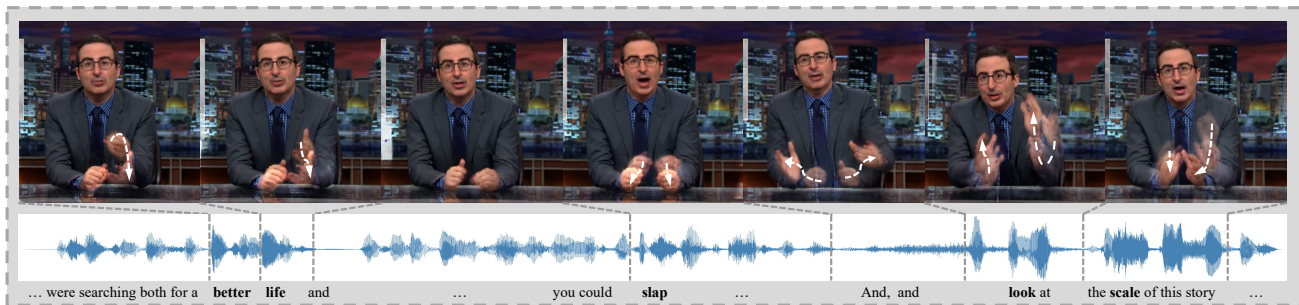 ... were searching both for a better life and ... you could slap ... And, and look at the scale of this story ...